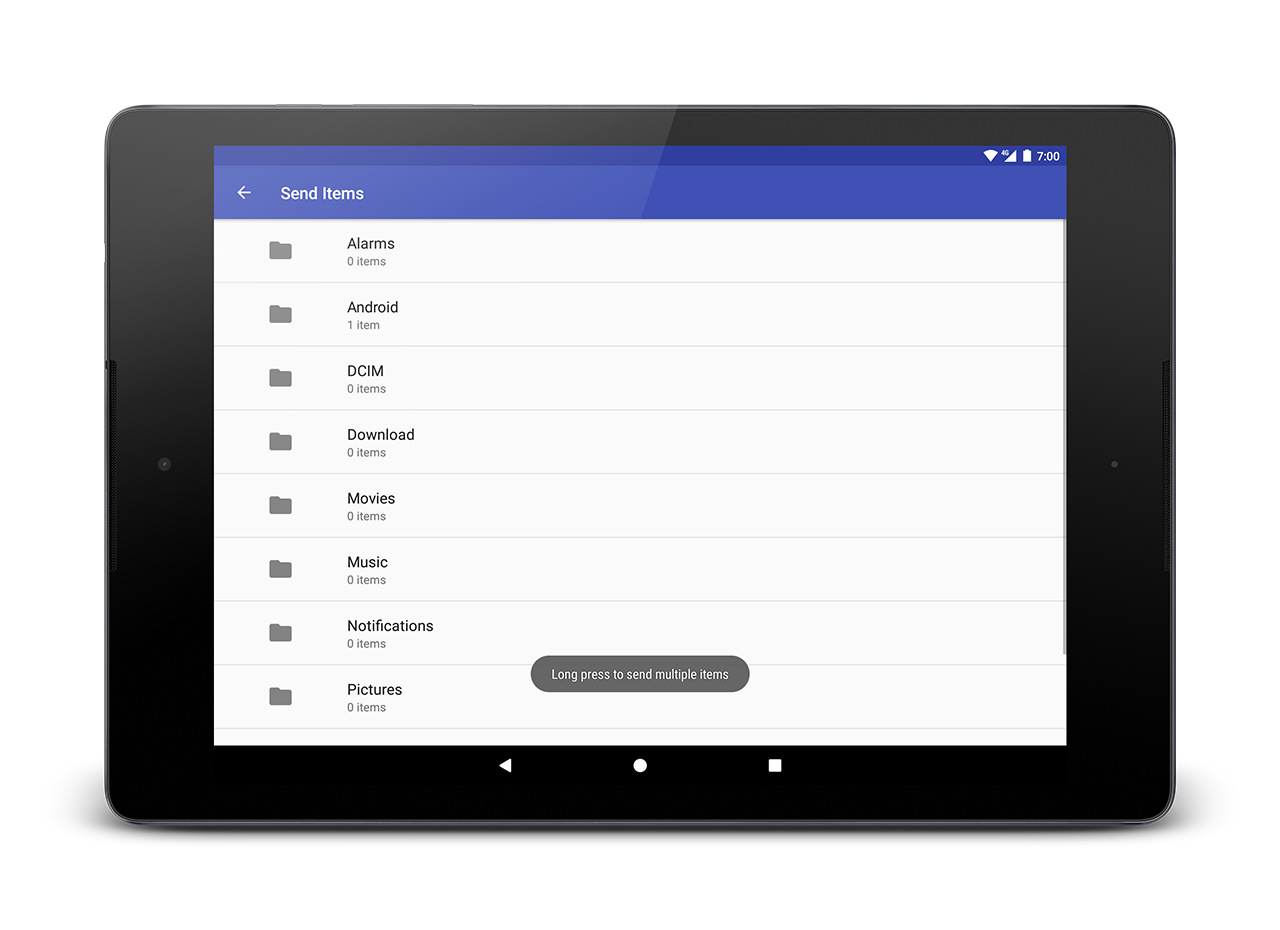 4G 7:00
Send Items
Alarms
0 items
Android
1 item
DCIM
0 items
Download
0 items
Movies
0 items
Music
0 items
Notifications
0 items
Long press to send multiple items
Pictures
0 items